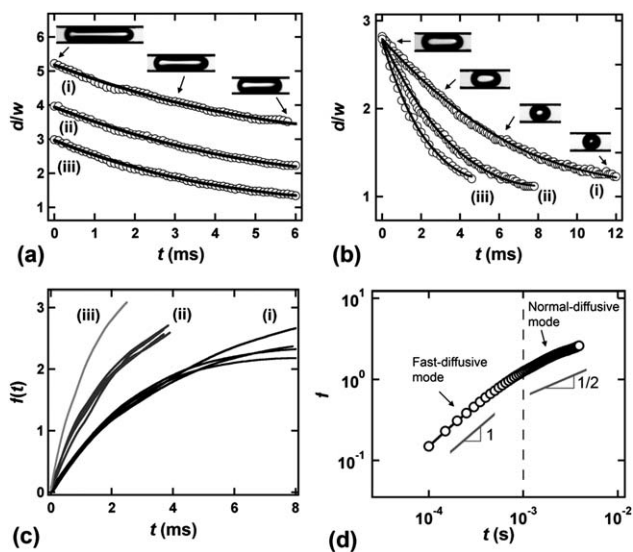 d/w
5
4
3
2
1
(i)
(ii)
(iii)
0 1 2 3 4 5 6
(a)
t (ms)
d/w
3
2
1
(iii)
(ii)
(i)
0 2 4 6 8 10 12
(b)
t (ms)
f(t)
3
2
1
0
(iii)
(ii)
(i)
0 2 4 6 8
(c)
t (ms)
f
10¹
10⁰
10⁻¹
Normal-diffusive
mode
Fast-diffusive
mode
1/2
1
10⁻⁴ 10⁻³ 10⁻²
(d)
t (s)